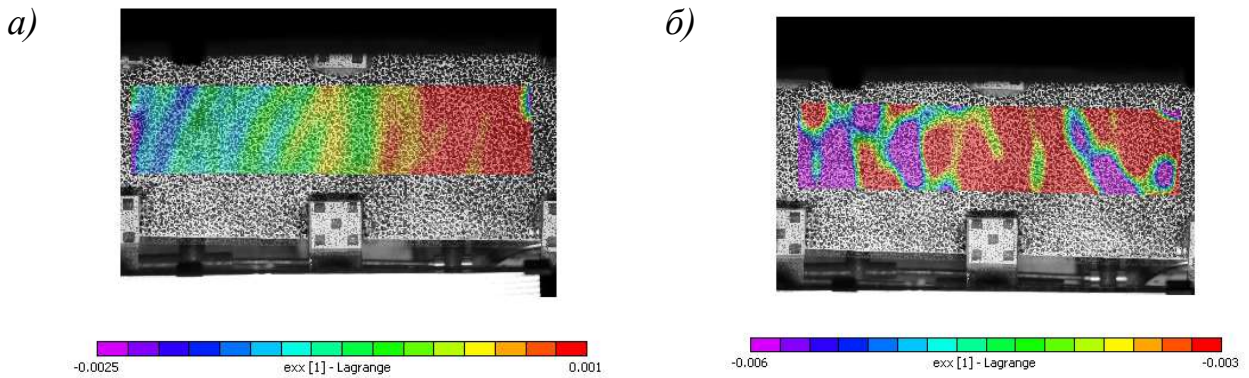 а)
б)
-0.0025
exx [1] - Lagrange
0.001
-0.006
exx [1] - Lagrange
-0.003